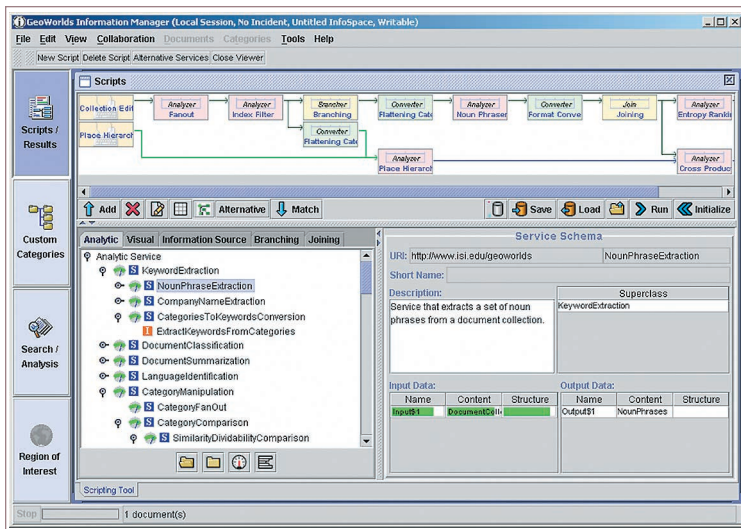 GeoWorlds Information Manager (Local Session, No Incident, Untitled InfoSpace, Writable)
File Edit View Collaboration Documents Categories Tools Help
New Script Delete Script Alternative Services Close Viewer
Scripts
Collection Edit
Analyzer
Fanout
Analyzer
Index Filter
Brancher
Branching
Converter
Flattening Cate
Analyzer
Noun Phraser
Converter
Format Conve
Join
Joining
Analyzer
Entropy Rankin
Place Hierarch
Converter
Flattening Cate
Analyzer
Place Hierarch
Analyzer
Cross Produc
Add Alternative Match Save Load Run Initialize
Scripts /
Results
Custom
Categories
Search /
Analysis
Region of
Interest
Analytic Visual Information Source Branching Joining
Analytic Service
S KeywordExtraction
S NounPhraseExtraction
S CompanyNameExtraction
S CategoriesToKeywordsConversion
I ExtractKeywordsFromCategories
S DocumentClassification
S DocumentSummarization
S LanguageIdentification
S CategoryManipulation
S CategoryFanOut
S CategoryComparison
S SimilarityDividabilityComparison
Scripting Tool
Service Schema
URI: http://www.isi.edu/geoworlds NounPhraseExtraction
Short Name:
Description:
Service that extracts a set of noun
phrases from a document collection.
Superclass
KeywordExtraction
Input Data:
Name Content Structure
Input$1 DocumentColle
Output Data:
Name Content Structure
Output$1 NounPhrases
Stop 1 document(s)